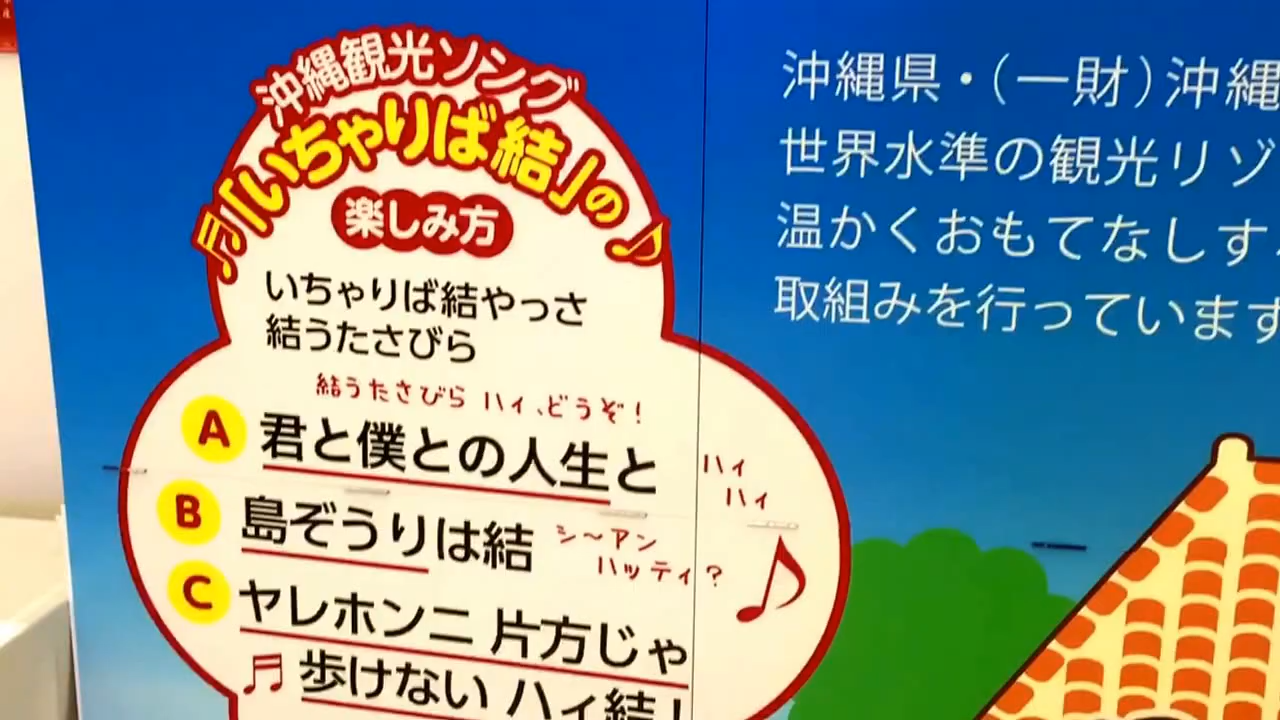 沖縄観光ソング
「いちゃりば結」の
楽しみ方
いちゃりば結やっさ
結うたさびら
結うたさびら ハイ、どうぞ!
A 君と僕との人生と
ハイ
ハイ
B 島ぞうりは結
シ〜アン
ハッティ?
C ヤレホンニ 片方じゃ
歩けない ハイ結!
沖縄県・(一財)沖縄
世界水準の観光リゾ
温かくおもてなしす
取組みを行っています